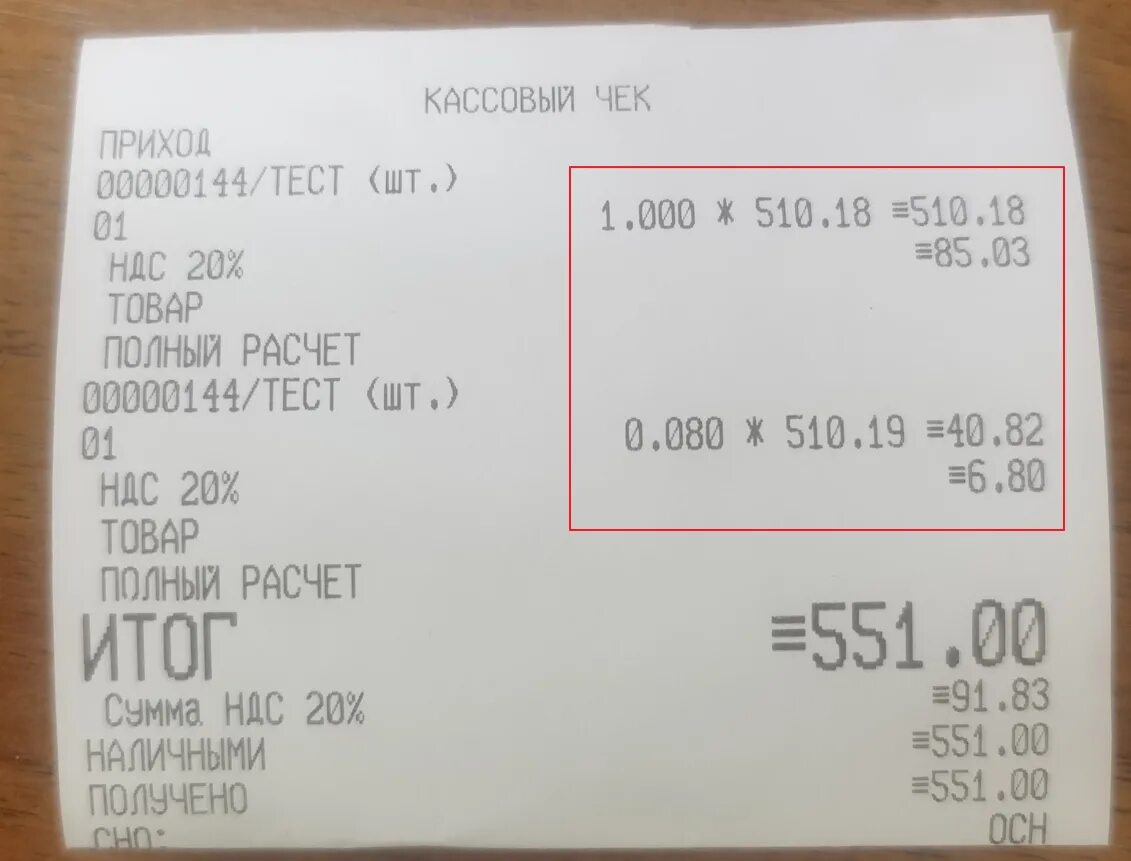 КАССОВЫЙ ЧЕК
ПРИХОД
00000144/ТЕСТ (шт.)
01 1.000 * 510.18 ≡510.18
НДС 20% ≡85.03
ТОВАР
ПОЛНЫЙ РАСЧЕТ
00000144/ТЕСТ (шт.)
01 0.080 * 510.19 ≡40.82
НДС 20% ≡6.80
ТОВАР
ПОЛНЫЙ РАСЧЕТ
ИТОГ ≡551.00
Сумма НДС 20% ≡91.83
НАЛИЧНЫМИ ≡551.00
ПОЛУЧЕНО ≡551.00
СНО: ОСН